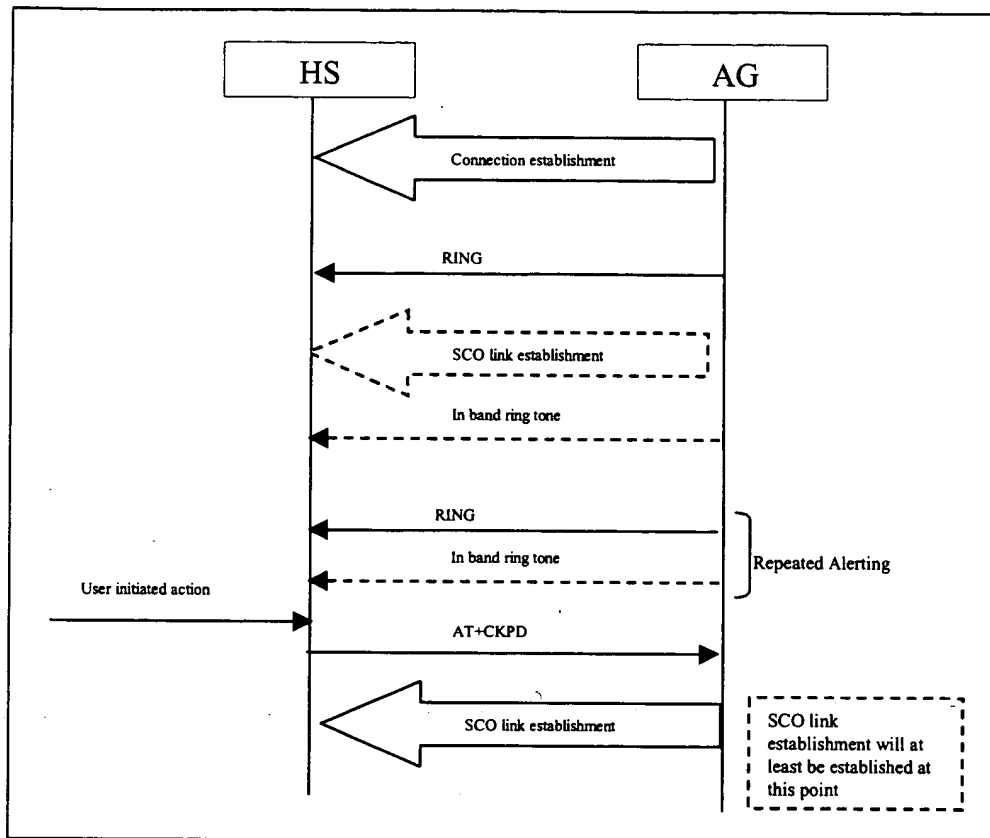 HS
AG
Connection establishment
RING
SCO link establishment
In band ring tone
RING
In band ring tone
Repeated Alerting
User initiated action
AT+CKPD
SCO link establishment
SCO link
establishment will at
least be established at
this point